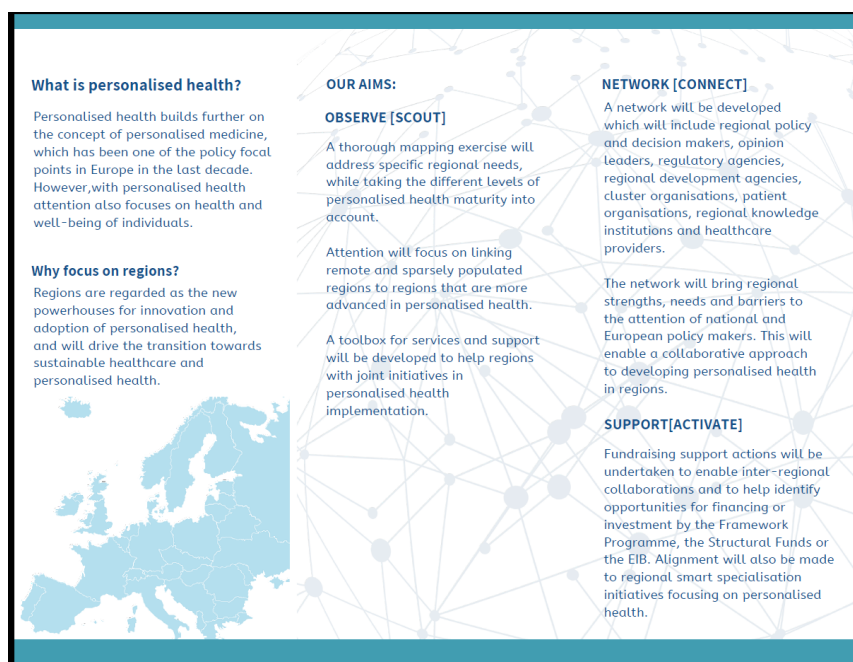 What is personalised health?
Personalised health builds further on
the concept of personalised medicine,
which has been one of the policy focal
points in Europe in the last decade.
However,with personalised health
attention also focuses on health and
well-being of individuals.
Why focus on regions?
Regions are regarded as the new
powerhouses for innovation and
adoption of personalised health,
and will drive the transition towards
sustainable healthcare and
personalised health.
OUR AIMS:
OBSERVE [SCOUT]
A thorough mapping exercise will
address specific regional needs,
while taking the different levels of
personalised health maturity into
account.
Attention will focus on linking
remote and sparsely populated
regions to regions that are more
advanced in personalised health.
A toolbox for services and support
will be developed to help regions
with joint initiatives in
personalised health
implementation.
NETWORK [CONNECT]
A network will be developed
which will include regional policy
and decision makers, opinion
leaders, regulatory agencies,
regional development agencies,
cluster organisations, patient
organisations, regional knowledge
institutions and healthcare
providers.
The network will bring regional
strengths, needs and barriers to
the attention of national and
European policy makers. This will
enable a collaborative approach
to developing personalised health
in regions.
SUPPORT[ACTIVATE]
Fundraising support actions will be
undertaken to enable inter-regional
collaborations and to help identify
opportunities for financing or
investment by the Framework
Programme, the Structural Funds or
the EIB. Alignment will also be made
to regional smart specialisation
initiatives focusing on personalised
health.